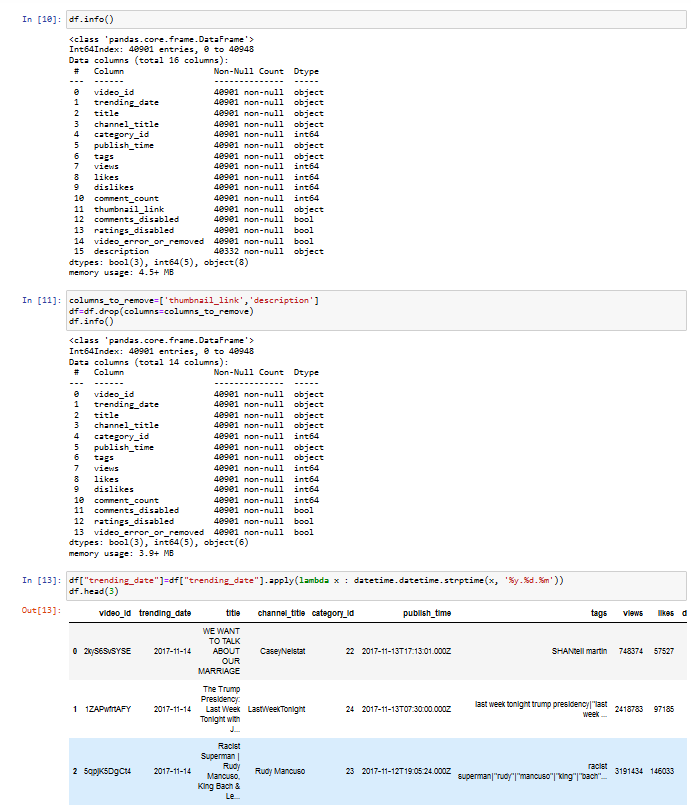 In [10]: df.info()
<class 'pandas.core.frame.DataFrame'>
Int64Index: 40901 entries, 0 to 40948
Data columns (total 16 columns):
#   Column                  Non-Null Count  Dtype
---  ------                  --------------  -----
0   video_id                40901 non-null  object
1   trending_date           40901 non-null  object
2   title                   40901 non-null  object
3   channel_title           40901 non-null  object
4   category_id             40901 non-null  int64
5   publish_time            40901 non-null  object
6   tags                    40901 non-null  object
7   views                   40901 non-null  int64
8   likes                   40901 non-null  int64
9   dislikes                40901 non-null  int64
10  comment_count           40901 non-null  int64
11  thumbnail_link          40901 non-null  object
12  comments_disabled       40901 non-null  bool
13  ratings_disabled        40901 non-null  bool
14  video_error_or_removed  40901 non-null  bool
15  description             40332 non-null  object
dtypes: bool(3), int64(5), object(8)
memory usage: 4.5+ MB
In [11]: columns_to_remove=['thumbnail_link','description']
df=df.drop(columns=columns_to_remove)
df.info()
<class 'pandas.core.frame.DataFrame'>
Int64Index: 40901 entries, 0 to 40948
Data columns (total 14 columns):
#   Column                  Non-Null Count  Dtype
---  ------                  --------------  -----
0   video_id                40901 non-null  object
1   trending_date           40901 non-null  object
2   title                   40901 non-null  object
3   channel_title           40901 non-null  object
4   category_id             40901 non-null  int64
5   publish_time            40901 non-null  object
6   tags                    40901 non-null  object
7   views                   40901 non-null  int64
8   likes                   40901 non-null  int64
9   dislikes                40901 non-null  int64
10  comment_count           40901 non-null  int64
11  comments_disabled       40901 non-null  bool
12  ratings_disabled        40901 non-null  bool
13  video_error_or_removed  40901 non-null  bool
dtypes: bool(3), int64(5), object(6)
memory usage: 3.9+ MB
In [13]: df["trending_date"]=df["trending_date"].apply(lambda x : datetime.datetime.strptime(x, '%y.%d.%m'))
df.head(3)
Out[13]:
video_id trending_date title channel_title category_id publish_time tags views likes d
WE WANT
TO TALK
0 2kyS6SvSYSE 2017-11-14 ABOUT CaseyNeistat 22 2017-11-13T17:13:01.000Z SHANtell martin 748374 57527
OUR
MARRIAGE
The Trump
Presidency:
1 1ZAPwfrtAFY 2017-11-14 Last Week LastWeekTonight 24 2017-11-13T07:30:00.000Z last week tonight trump presidency|"last week ... 2418783 97185
Tonight with
J...
Racist
Superman |
2 5qpjK5DgCt4 2017-11-14 Rudy Rudy Mancuso 23 2017-11-12T19:05:24.000Z racist superman|"rudy"|"mancuso"|"king"|"bach"... 3191434 146033
Mancuso,
King Bach &
Le...